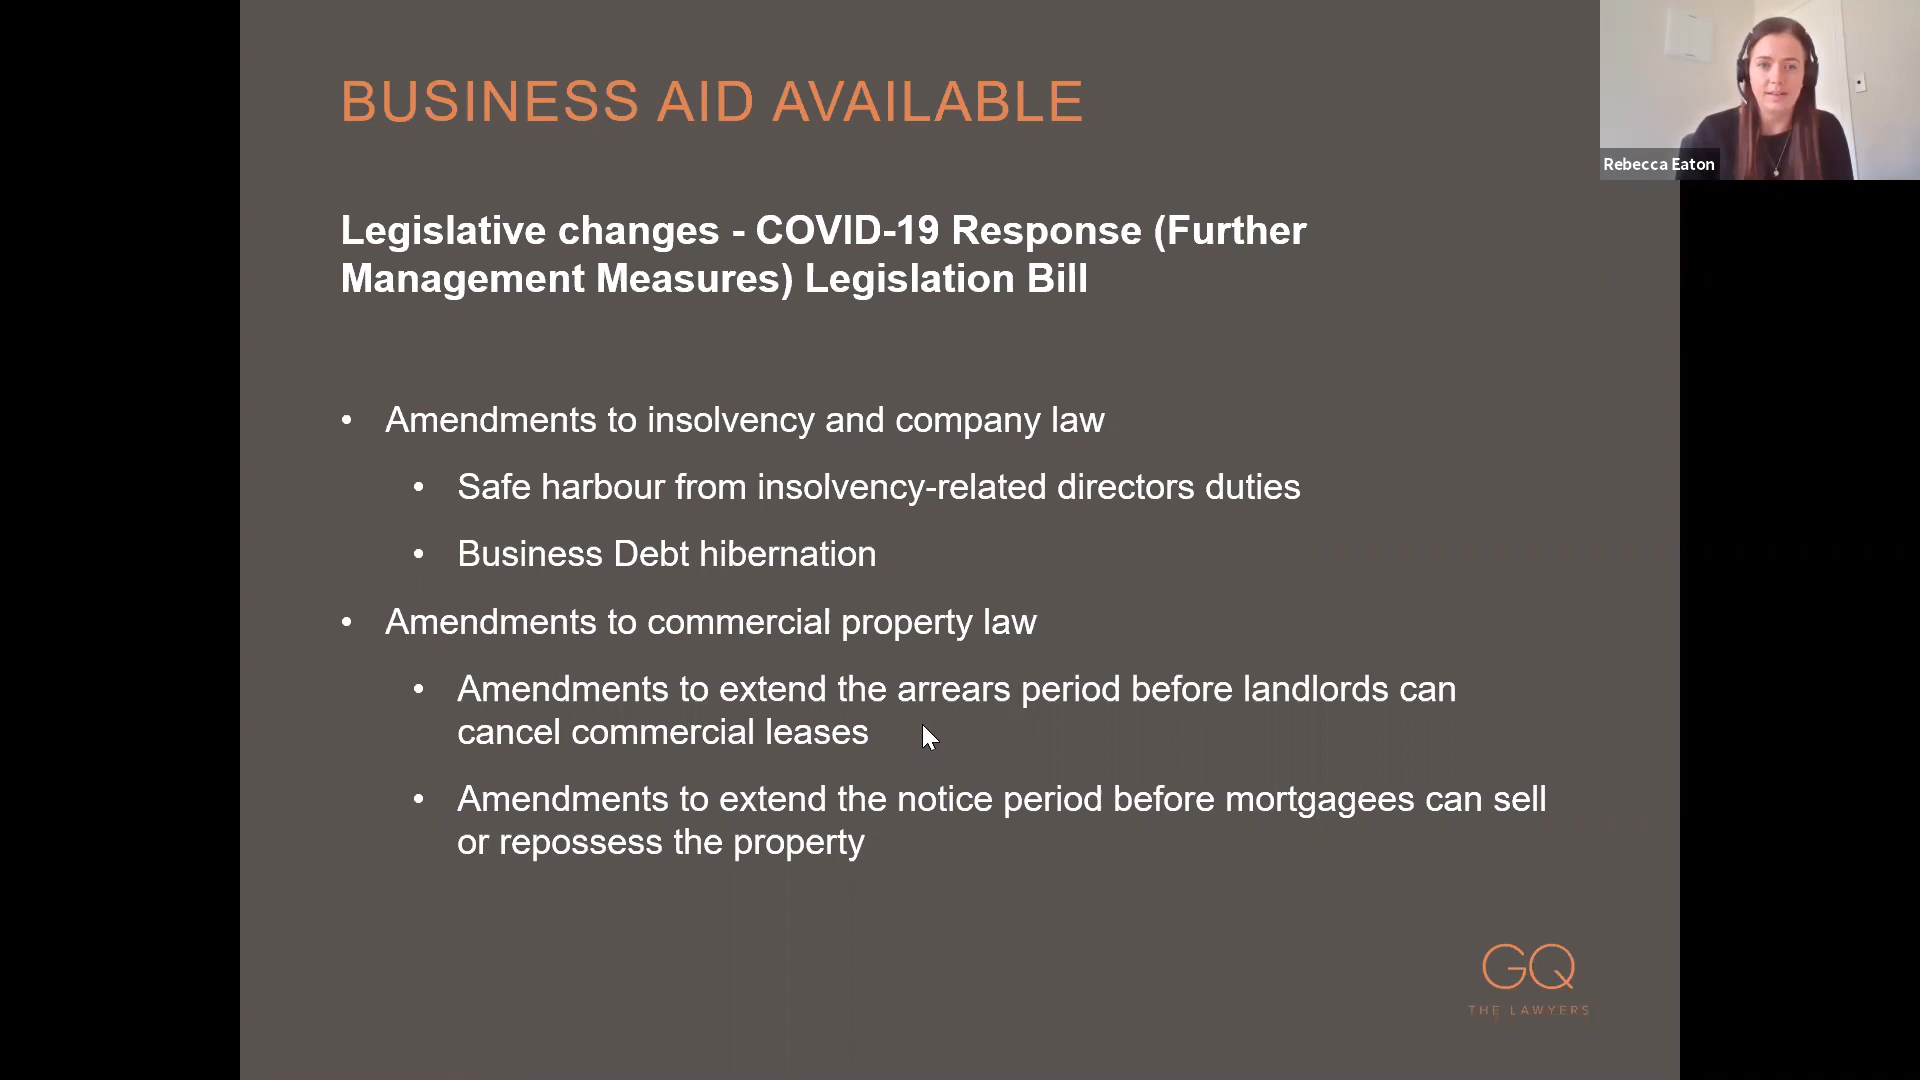 BUSINESS AID AVAILABLE
Rebecca Eaton
Legislative changes - COVID-19 Response (Further
Management Measures) Legislation Bill
• Amendments to insolvency and company law
• Safe harbour from insolvency-related directors duties
• Business Debt hibernation
• Amendments to commercial property law
• Amendments to extend the arrears period before landlords can
cancel commercial leases
• Amendments to extend the notice period before mortgagees can sell
or repossess the property
GQ
THE LAWYERS